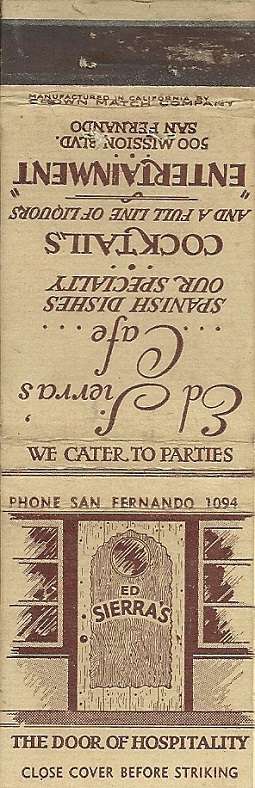 MANUFACTURED IN CALIFORNIA BY
CROWN MATCH COMPANY
Ed Sierra's
Cafe
SPANISH DISHES
OUR SPECIALTY
COCKTAILS
AND A FULL LINE OF LIQUORS
"ENTERTAINMENT"
500 MISSION BLVD.
SAN FERNANDO
WE CATER TO PARTIES
PHONE SAN FERNANDO 1094
ED
SIERRA'S
THE DOOR OF HOSPITALITY
CLOSE COVER BEFORE STRIKING